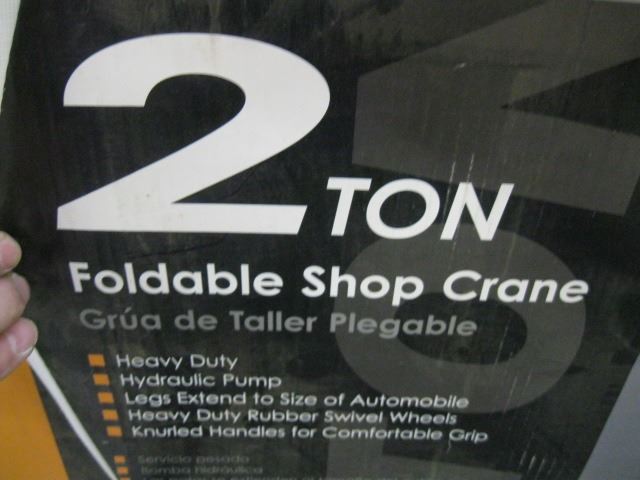 2 TON
Foldable Shop Crane
Grúa de Taller Plegable
Heavy Duty
Hydraulic Pump
Legs Extend to Size of Automobile
Heavy Duty Rubber Swivel Wheels
Knurled Handles for Comfortable Grip
Servicio pesado
Bomba hidráulica